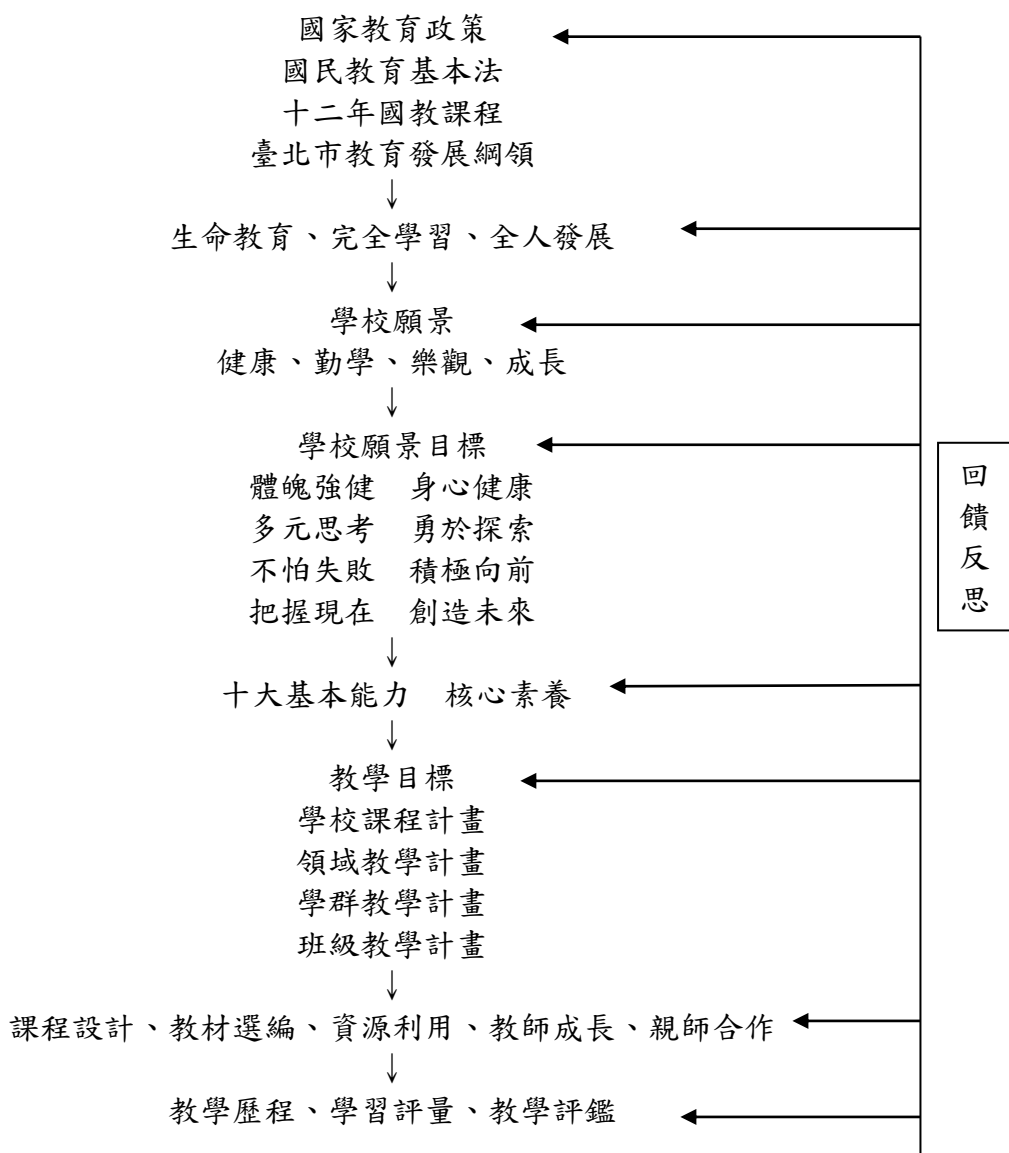 國家教育政策
國民教育基本法
十二年國教課程
臺北市教育發展綱領
↓
生命教育、完全學習、全人發展
↓
學校願景
健康、勤學、樂觀、成長
↓
學校願景目標
體魄強健　身心健康
多元思考　勇於探索
不怕失敗　積極向前
把握現在　創造未來
↓
十大基本能力　核心素養
↓
教學目標
學校課程計畫
領域教學計畫
學群教學計畫
班級教學計畫
↓
課程設計、教材選編、資源利用、教師成長、親師合作
↓
教學歷程、學習評量、教學評鑑
回饋反思